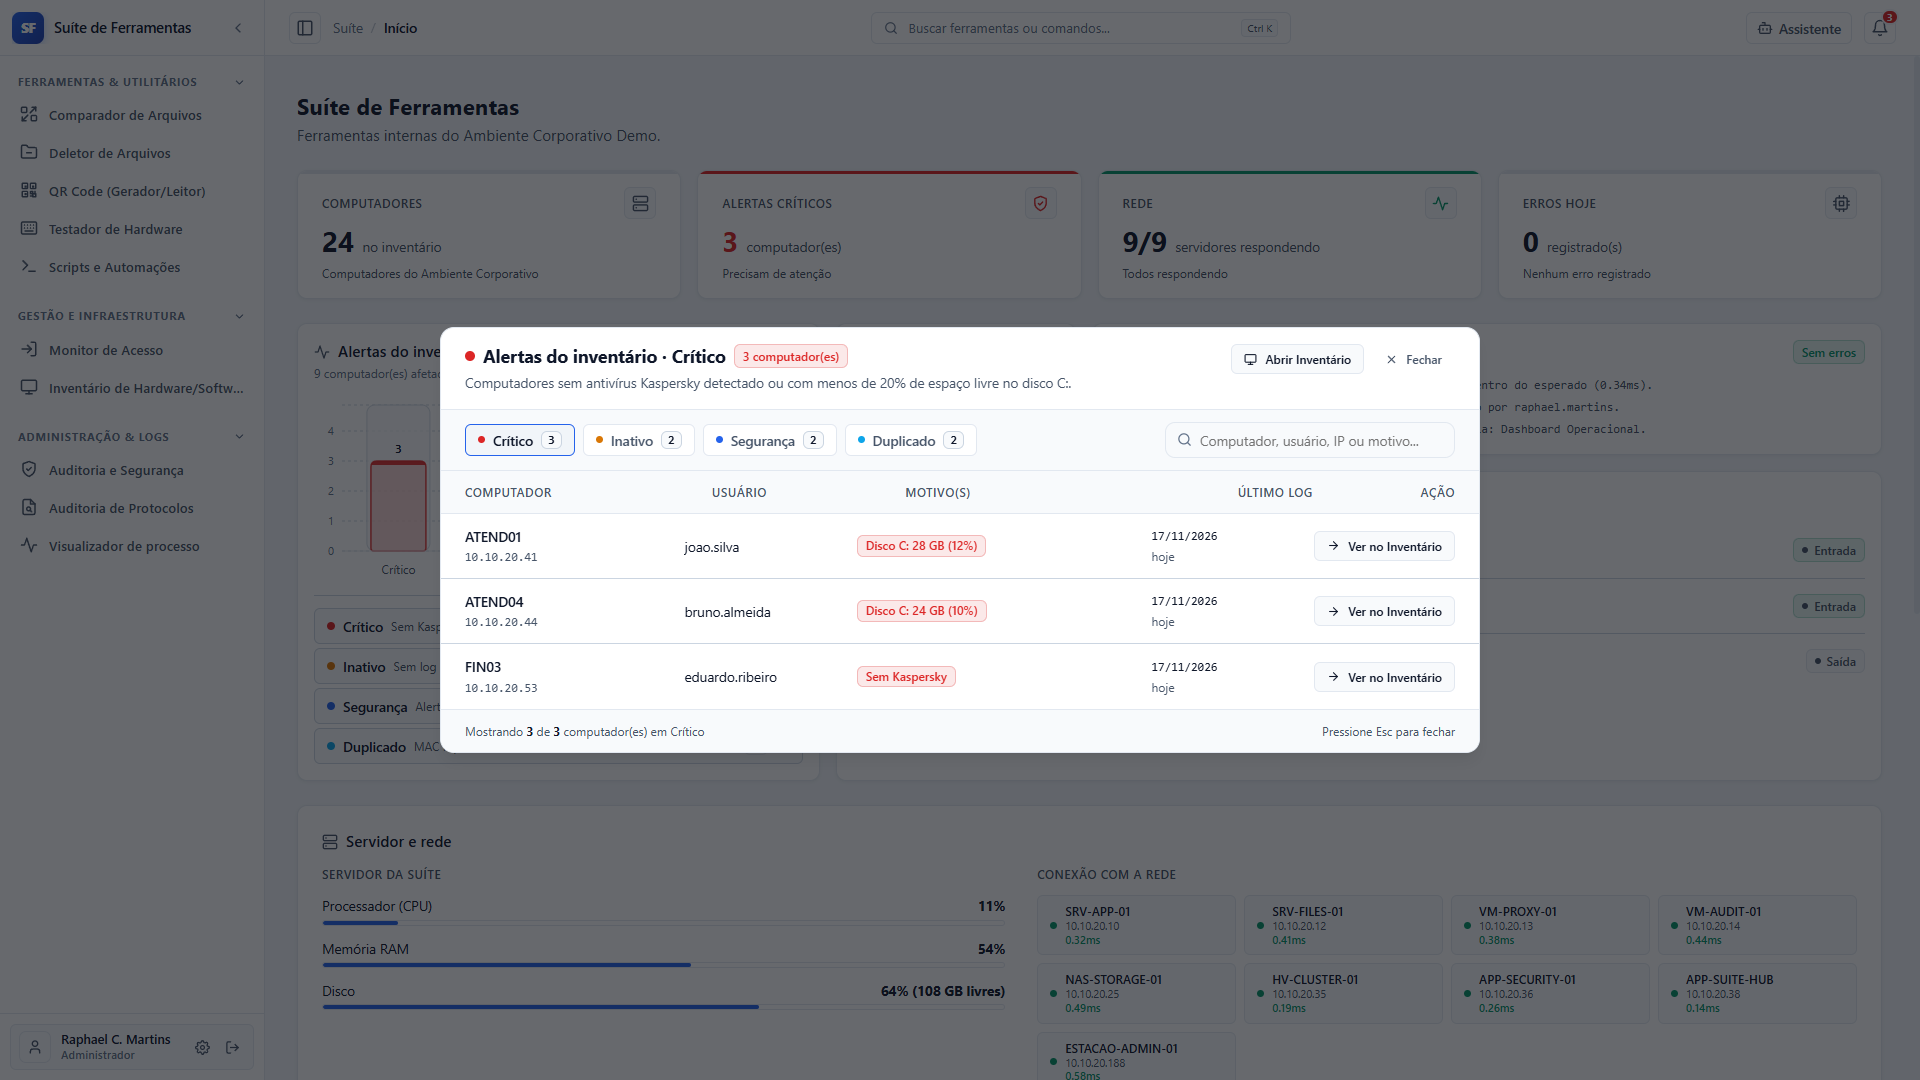 SF Suíte de Ferramentas
Suíte / Início
Buscar ferramentas ou comandos... Ctrl K
Assistente
3
FERRAMENTAS & UTILITÁRIOS
Comparador de Arquivos
Deletor de Arquivos
QR Code (Gerador/Leitor)
Testador de Hardware
Scripts e Automações
GESTÃO E INFRAESTRUTURA
Monitor de Acesso
Inventário de Hardware/Softw...
ADMINISTRAÇÃO & LOGS
Auditoria e Segurança
Auditoria de Protocolos
Visualizador de processo
Raphael C. Martins
Administrador
Suíte de Ferramentas
Ferramentas internas do Ambiente Corporativo Demo.
COMPUTADORES
24 no inventário
Computadores do Ambiente Corporativo
ALERTAS CRÍTICOS
3 computador(es)
Precisam de atenção
REDE
9/9 servidores respondendo
Todos respondendo
ERROS HOJE
0 registrado(s)
Nenhum erro registrado
Alertas do inve
9 computador(es) afeta
4
3
2
1
0
3
Crítico
Crítico Sem Kasp
Inativo Sem log
Segurança Alert
Duplicado MAC
Sem erros
ntro do esperado (0.34ms).
por raphael.martins.
a: Dashboard Operacional.
Entrada
Entrada
Saída
Alertas do inventário · Crítico 3 computador(es)
Computadores sem antivírus Kaspersky detectado ou com menos de 20% de espaço livre no disco C:.
Abrir Inventário
Fechar
Crítico 3
Inativo 2
Segurança 2
Duplicado 2
Computador, usuário, IP ou motivo...
COMPUTADOR USUÁRIO MOTIVO(S) ÚLTIMO LOG AÇÃO
ATEND01
10.10.20.41
joao.silva
Disco C: 28 GB (12%)
17/11/2026
hoje
Ver no Inventário
ATEND04
10.10.20.44
bruno.almeida
Disco C: 24 GB (10%)
17/11/2026
hoje
Ver no Inventário
FIN03
10.10.20.53
eduardo.ribeiro
Sem Kaspersky
17/11/2026
hoje
Ver no Inventário
Mostrando 3 de 3 computador(es) em Crítico
Pressione Esc para fechar
Servidor e rede
SERVIDOR DA SUÍTE
Processador (CPU) 11%
Memória RAM 54%
Disco 64% (108 GB livres)
CONEXÃO COM A REDE
SRV-APP-01
10.10.20.10
0.32ms
SRV-FILES-01
10.10.20.12
0.41ms
VM-PROXY-01
10.10.20.13
0.38ms
VM-AUDIT-01
10.10.20.14
0.44ms
NAS-STORAGE-01
10.10.20.25
0.49ms
HV-CLUSTER-01
10.10.20.35
0.19ms
APP-SECURITY-01
10.10.20.36
0.26ms
APP-SUITE-HUB
10.10.20.38
0.14ms
ESTACAO-ADMIN-01
10.10.20.188
0.58ms